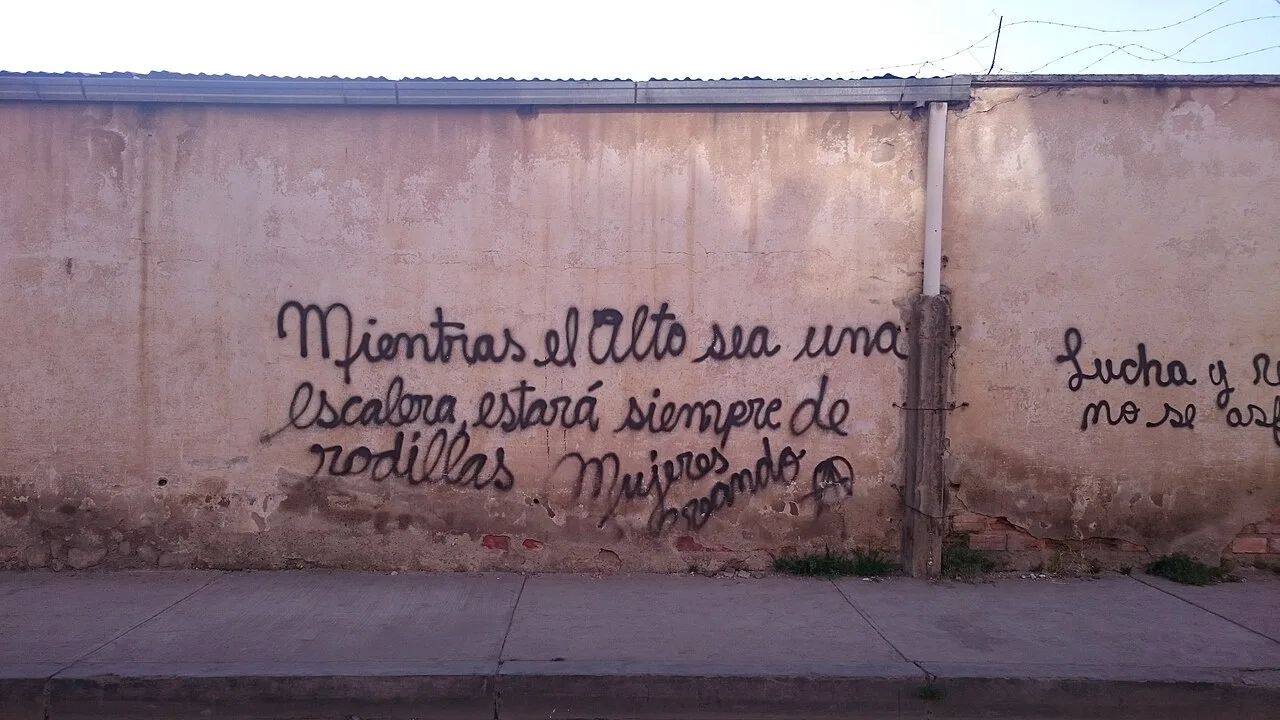 Mientras el Alto sea una
escalera, estará siempre de
rodillas Mujeres
creando
Lucha y
no se